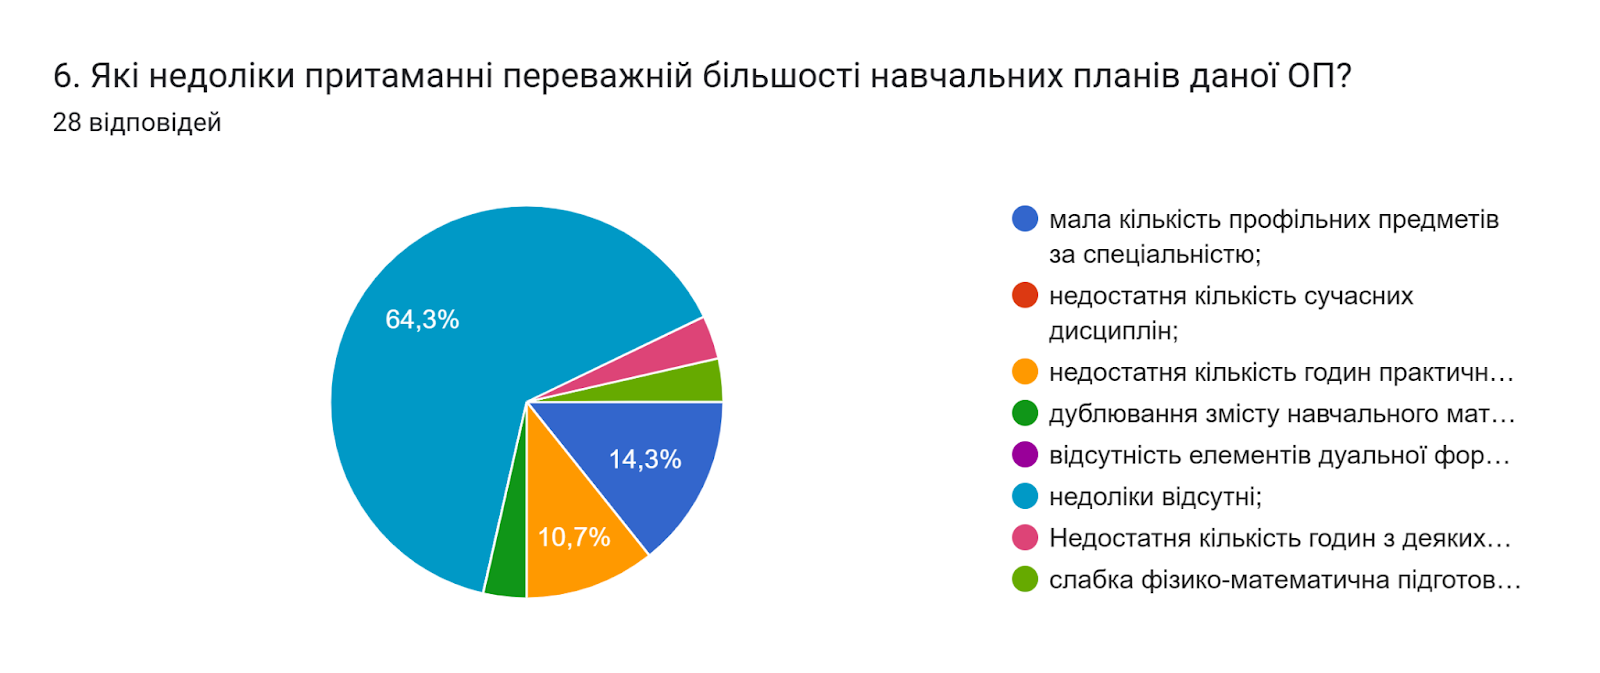 6. Які недоліки притаманні переважній більшості навчальних планів даної ОП?
28 відповідей
64,3%
14,3%
10,7%
мала кількість профільних предметів
за спеціальністю;
недостатня кількість сучасних
дисциплін;
недостатня кількість годин практичн…
дублювання змісту навчального мат…
відсутність елементів дуальної фор…
недоліки відсутні;
Недостатня кількість годин з деяких…
слабка фізико-математична підготов…